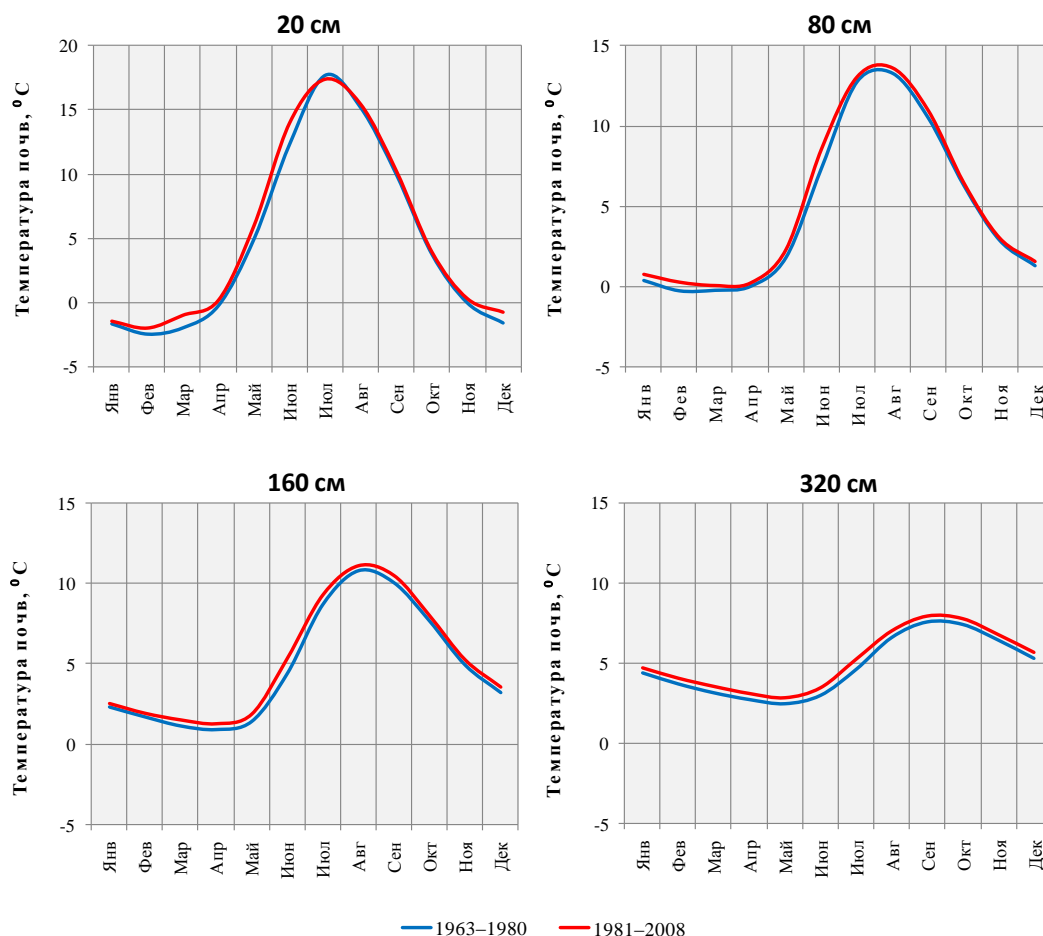 20 см
Температура почв, ⁰С
20
15
10
5
0
-5
Янв
Фев
Мар
Апр
Май
Июн
Июл
Авг
Сен
Окт
Ноя
Дек
80 см
Температура почв, ⁰С
15
10
5
0
-5
Янв
Фев
Мар
Апр
Май
Июн
Июл
Авг
Сен
Окт
Ноя
Дек
160 см
Температура почв, ⁰С
15
10
5
0
-5
Янв
Фев
Мар
Апр
Май
Июн
Июл
Авг
Сен
Окт
Ноя
Дек
320 см
Температура почв, ⁰С
15
10
5
0
-5
Янв
Фев
Мар
Апр
Май
Июн
Июл
Авг
Сен
Окт
Ноя
Дек
1963–1980
1981–2008